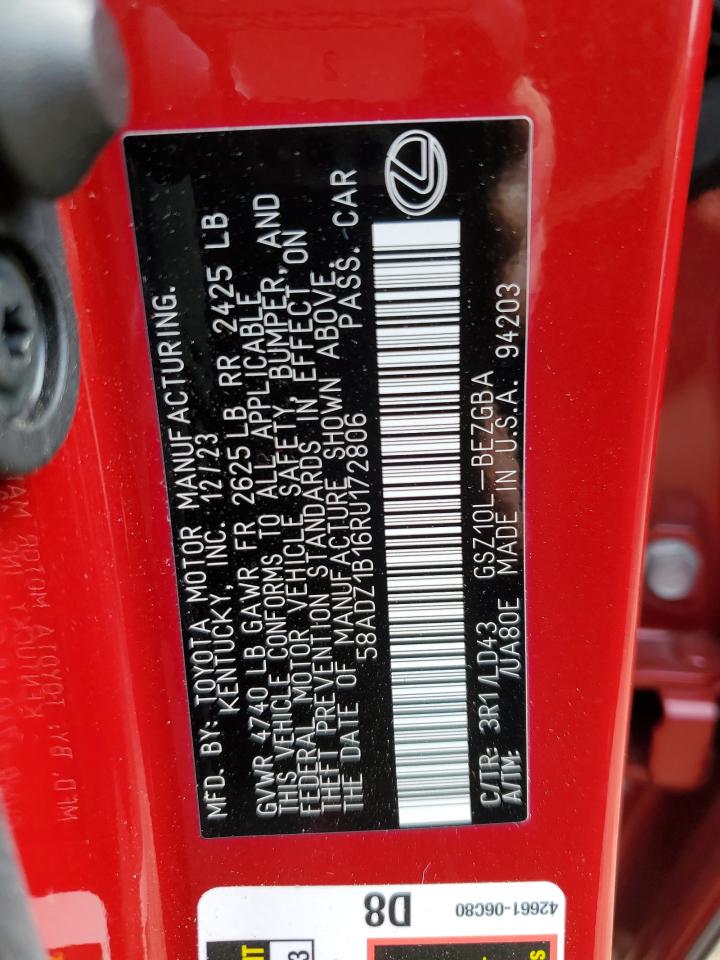 MFD. BY: TOYOTA MOTOR MANUFACTURING.
KENTUCKY, INC. 12/23
GVWR 4740 LB GAWR FR 2625 LB RR 2425 LB
THIS VEHICLE CONFORMS TO ALL APPLICABLE
FEDERAL MOTOR VEHICLE SAFETY, BUMPER, AND
THEFT PREVENTION STANDARDS IN EFFECT ON
THE DATE OF MANUFACTURE SHOWN ABOVE.
58ADZ1B16RU172806 PASS. CAR
C/TR: 3R1/LD43 GSZ10L-BEZGBA
A/TM: /UA80E MADE IN U.S.A. 94203
D8 42661-06C80